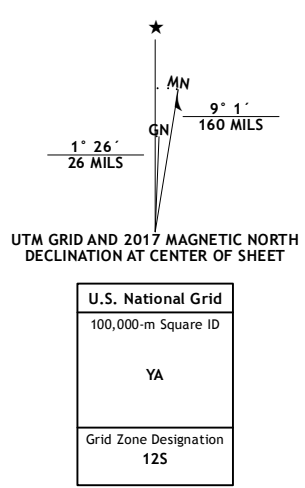 ★
MN
GN
9° 1´
160 MILS
1° 26´
26 MILS
UTM GRID AND 2017 MAGNETIC NORTH
DECLINATION AT CENTER OF SHEET
U.S. National Grid
100,000-m Square ID
YA
Grid Zone Designation
12S